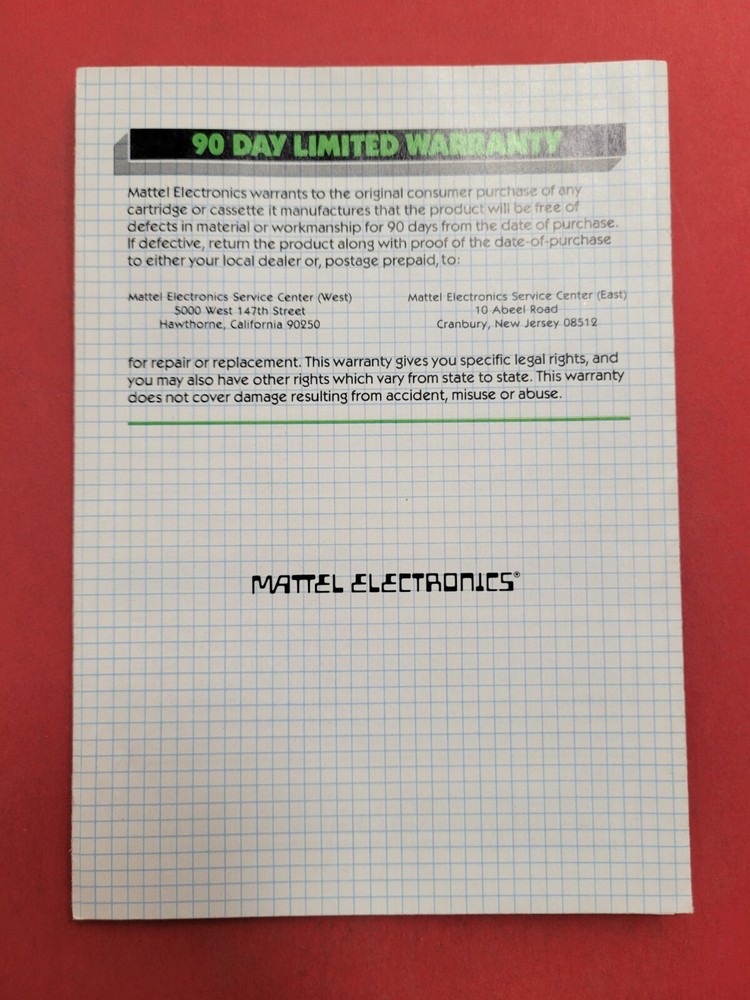 90 DAY LIMITED WARRANTY
Mattel Electronics warrants to the original consumer purchase of any
cartridge or cassette it manufactures that the product will be free of
defects in material or workmanship for 90 days from the date of purchase.
If defective, return the product along with proof of the date-of-purchase
to either your local dealer or, postage prepaid, to:
Mattel Electronics Service Center (West)
5000 West 147th Street
Hawthorne, California 90250
Mattel Electronics Service Center (East)
10 Abeel Road
Cranbury, New Jersey 08512
for repair or replacement. This warranty gives you specific legal rights, and
you may also have other rights which vary from state to state. This warranty
does not cover damage resulting from accident, misuse or abuse.
MATTEL ELECTRONICS®